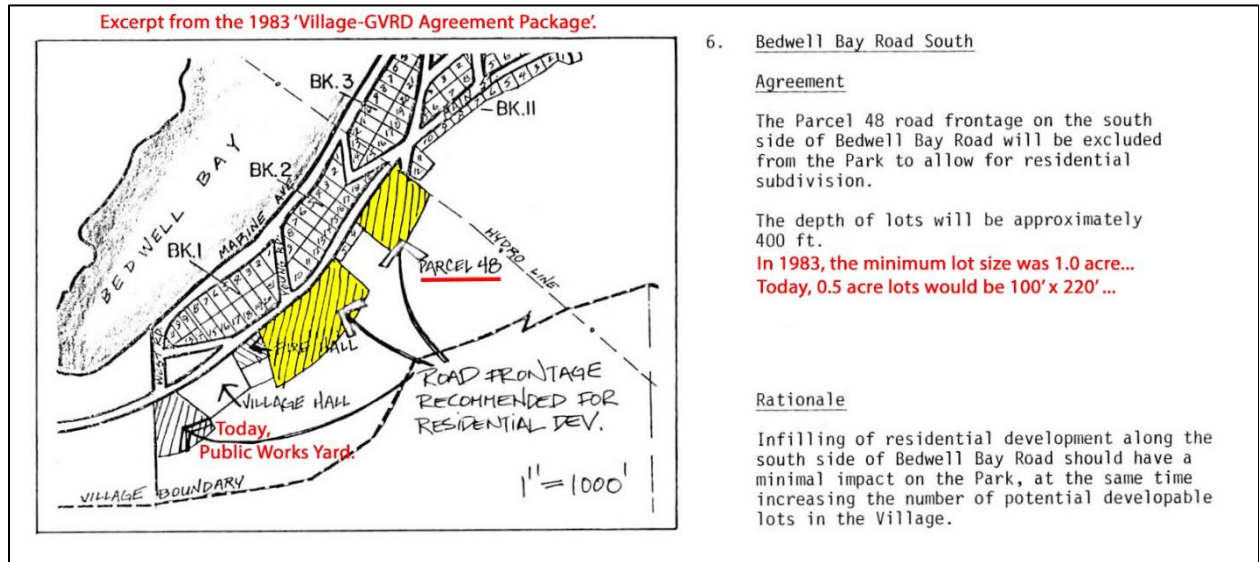 Excerpt from the 1983 'Village-GVRD Agreement Package'.
BK.3
BK.11
BK.2
BK.1
BEDWELL BAY
MARINE AVE
HYDRO LINE
PARCEL 48
WEST RD
FIRE HALL
VILLAGE HALL
ROAD FRONTAGE
RECOMMENDED FOR
RESIDENTIAL DEV.
Today,
Public Works Yard.
VILLAGE BOUNDARY
1"=1000'
6. Bedwell Bay Road South
Agreement
The Parcel 48 road frontage on the south
side of Bedwell Bay Road will be excluded
from the Park to allow for residential
subdivision.
The depth of lots will be approximately
400 ft.
In 1983, the minimum lot size was 1.0 acre...
Today, 0.5 acre lots would be 100' x 220' ...
Rationale
Infilling of residential development along the
south side of Bedwell Bay Road should have a
minimal impact on the Park, at the same time
increasing the number of potential developable
lots in the Village.